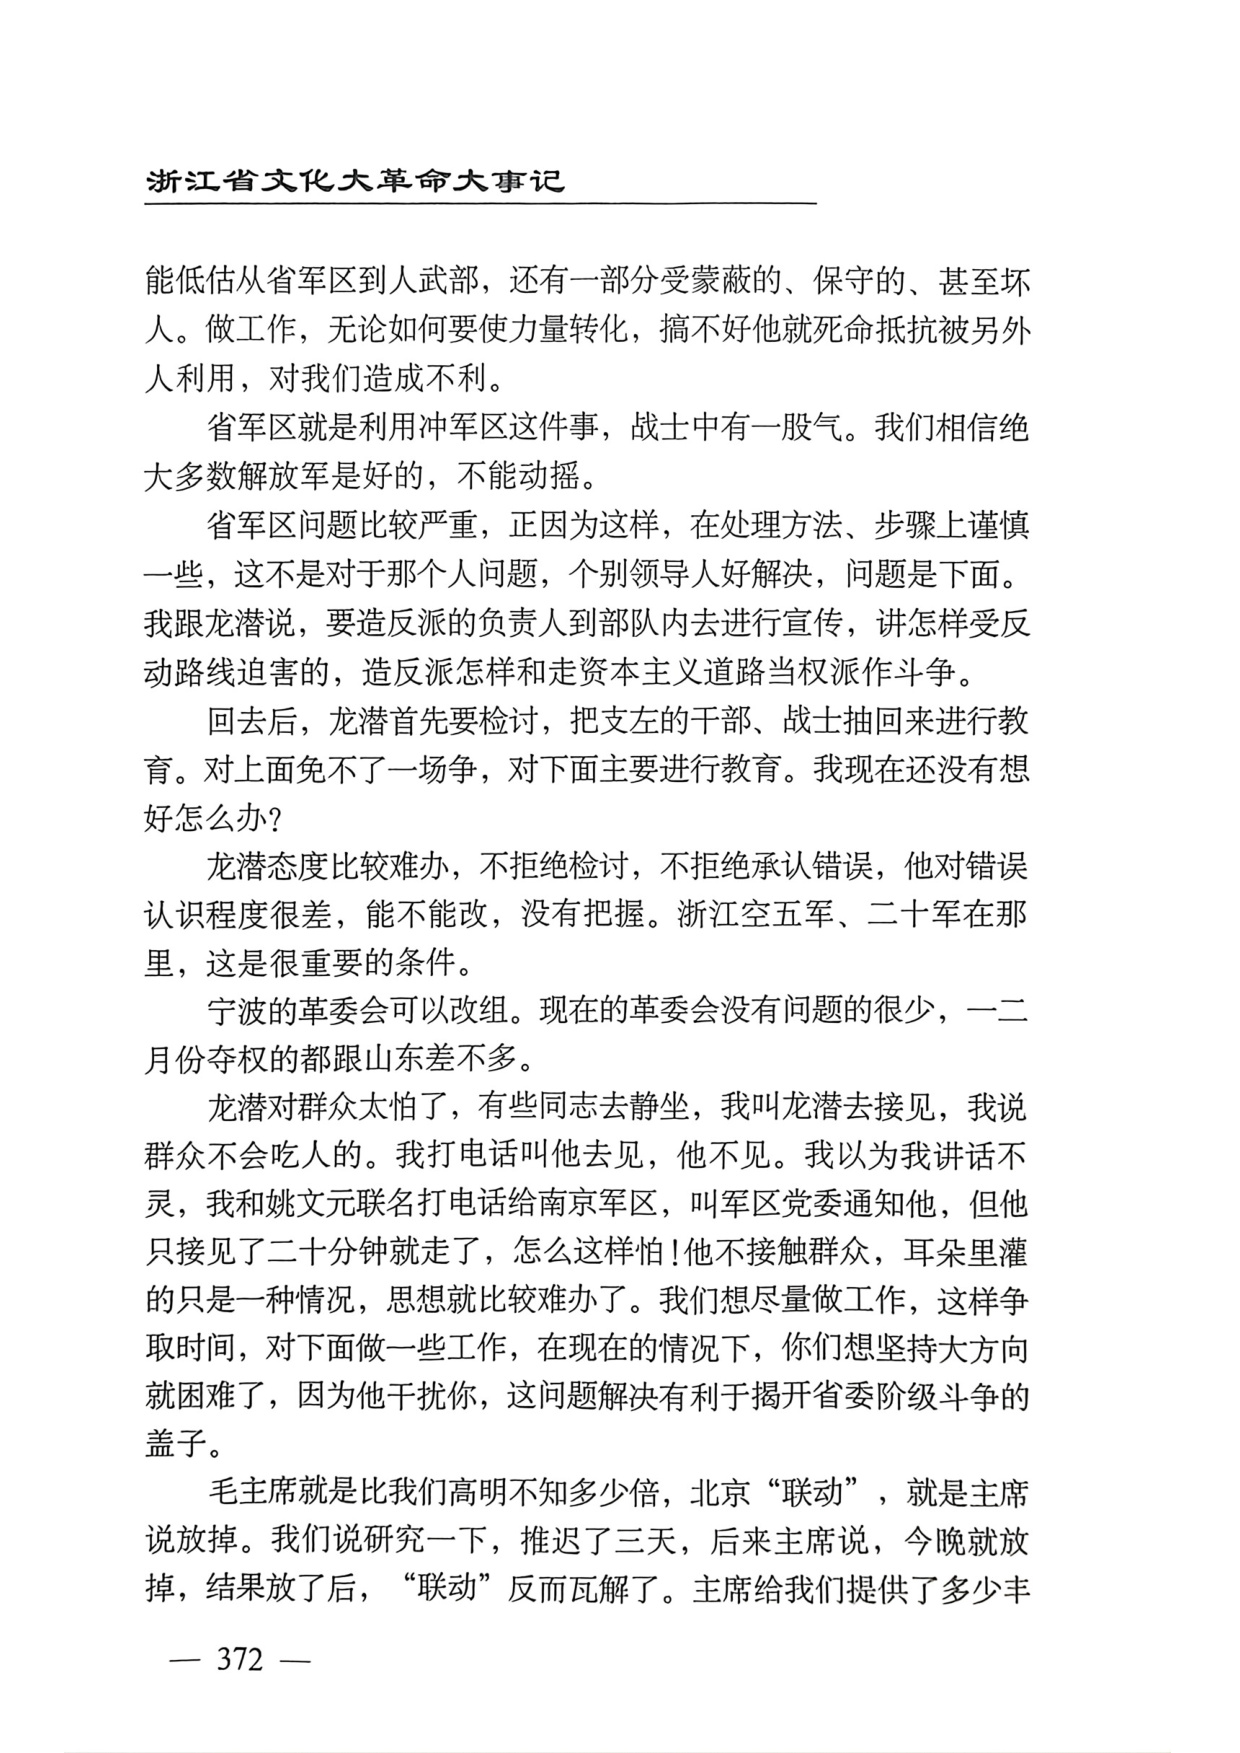 浙江省文化大革命大事记
能低估从省军区到人武部，还有一部分受蒙蔽的、保守的、甚至坏
人。做工作，无论如何要使力量转化，搞不好他就死命抵抗被另外
人利用，对我们造成不利。
省军区就是利用冲军区这件事，战士中有一股气。我们相信绝
大多数解放军是好的，不能动摇。
省军区问题比较严重，正因为这样，在处理方法、步骤上谨慎
一些，这不是对于那个人问题，个别领导人好解决，问题是下面。
我跟龙潜说，要造反派的负责人到部队内去进行宣传，讲怎样受反
动路线迫害的，造反派怎样和走资本主义道路当权派作斗争。
回去后，龙潜首先要检讨，把支左的干部、战士抽回来进行教
育。对上面免不了一场争，对下面主要进行教育。我现在还没有想
好怎么办？
龙潜态度比较难办，不拒绝检讨，不拒绝承认错误，他对错误
认识程度很差，能不能改，没有把握。浙江空五军、二十军在那
里，这是很重要的条件。
宁波的革委会可以改组。现在的革委会没有问题的很少，一二
月份夺权的都跟山东差不多。
龙潜对群众太怕了，有些同志去静坐，我叫龙潜去接见，我说
群众不会吃人的。我打电话叫他去见，他不见。我以为我讲话不
灵，我和姚文元联名打电话给南京军区，叫军区党委通知他，但他
只接见了二十分钟就走了，怎么这样怕！他不接触群众，耳朵里灌
的只是一种情况，思想就比较难办了。我们想尽量做工作，这样争
取时间，对下面做一些工作，在现在的情况下，你们想坚持大方向
就困难了，因为他干扰你，这问题解决有利于揭开省委阶级斗争的
盖子。
毛主席就是比我们高明不知多少倍，北京“联动”，就是主席
说放掉。我们说研究一下，推迟了三天，后来主席说，今晚就放
掉，结果放了后，“联动”反而瓦解了。主席给我们提供了多少丰
— 372 —